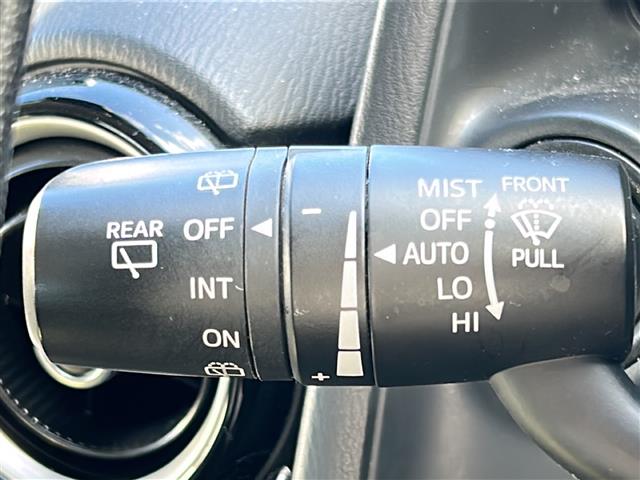 REAR
OFF
INT
ON
−
+
MIST
OFF
AUTO
LO
HI
FRONT
PULL